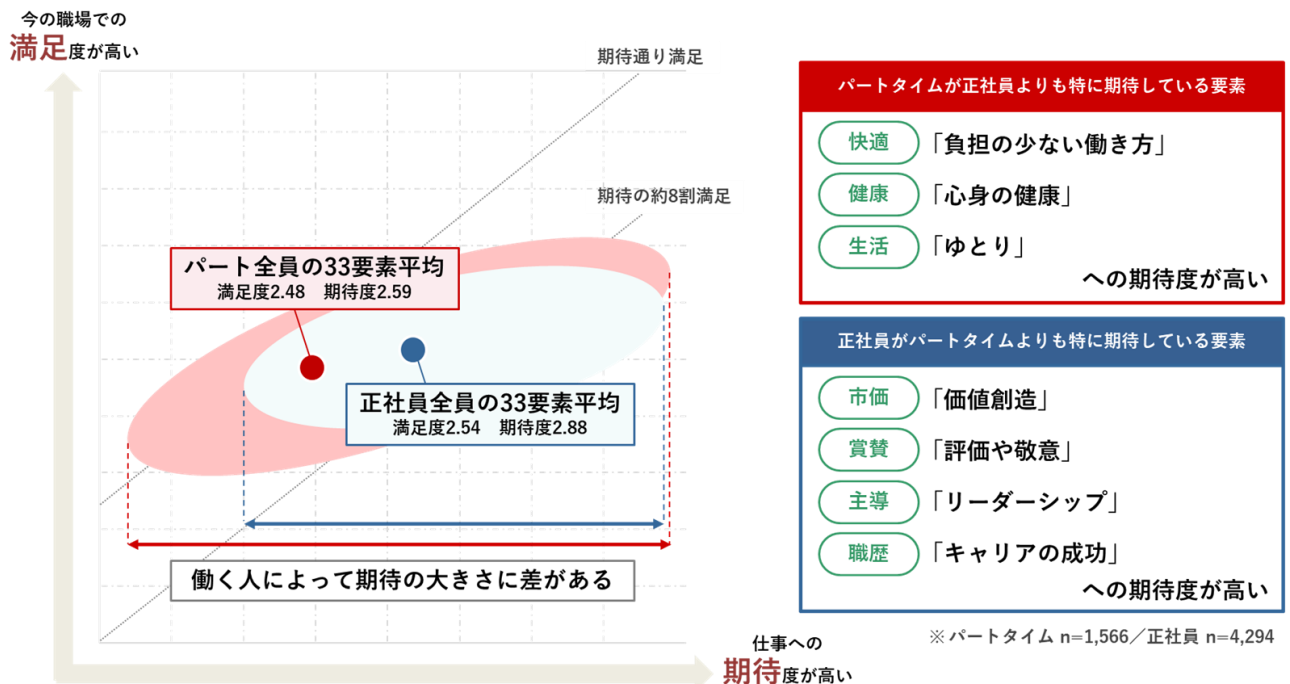 今の職場での
満足度が高い
期待通り満足
期待の約8割満足
パート全員の33要素平均
満足度2.48 期待度2.59
正社員全員の33要素平均
満足度2.54 期待度2.88
働く人によって期待の大きさに差がある
仕事への
期待度が高い
パートタイムが正社員よりも特に期待している要素
快適 「負担の少ない働き方」
健康 「心身の健康」
生活 「ゆとり」
への期待度が高い
正社員がパートタイムよりも特に期待している要素
市価 「価値創造」
賞賛 「評価や敬意」
主導 「リーダーシップ」
職歴 「キャリアの成功」
への期待度が高い
※ パートタイム n=1,566／正社員 n=4,294